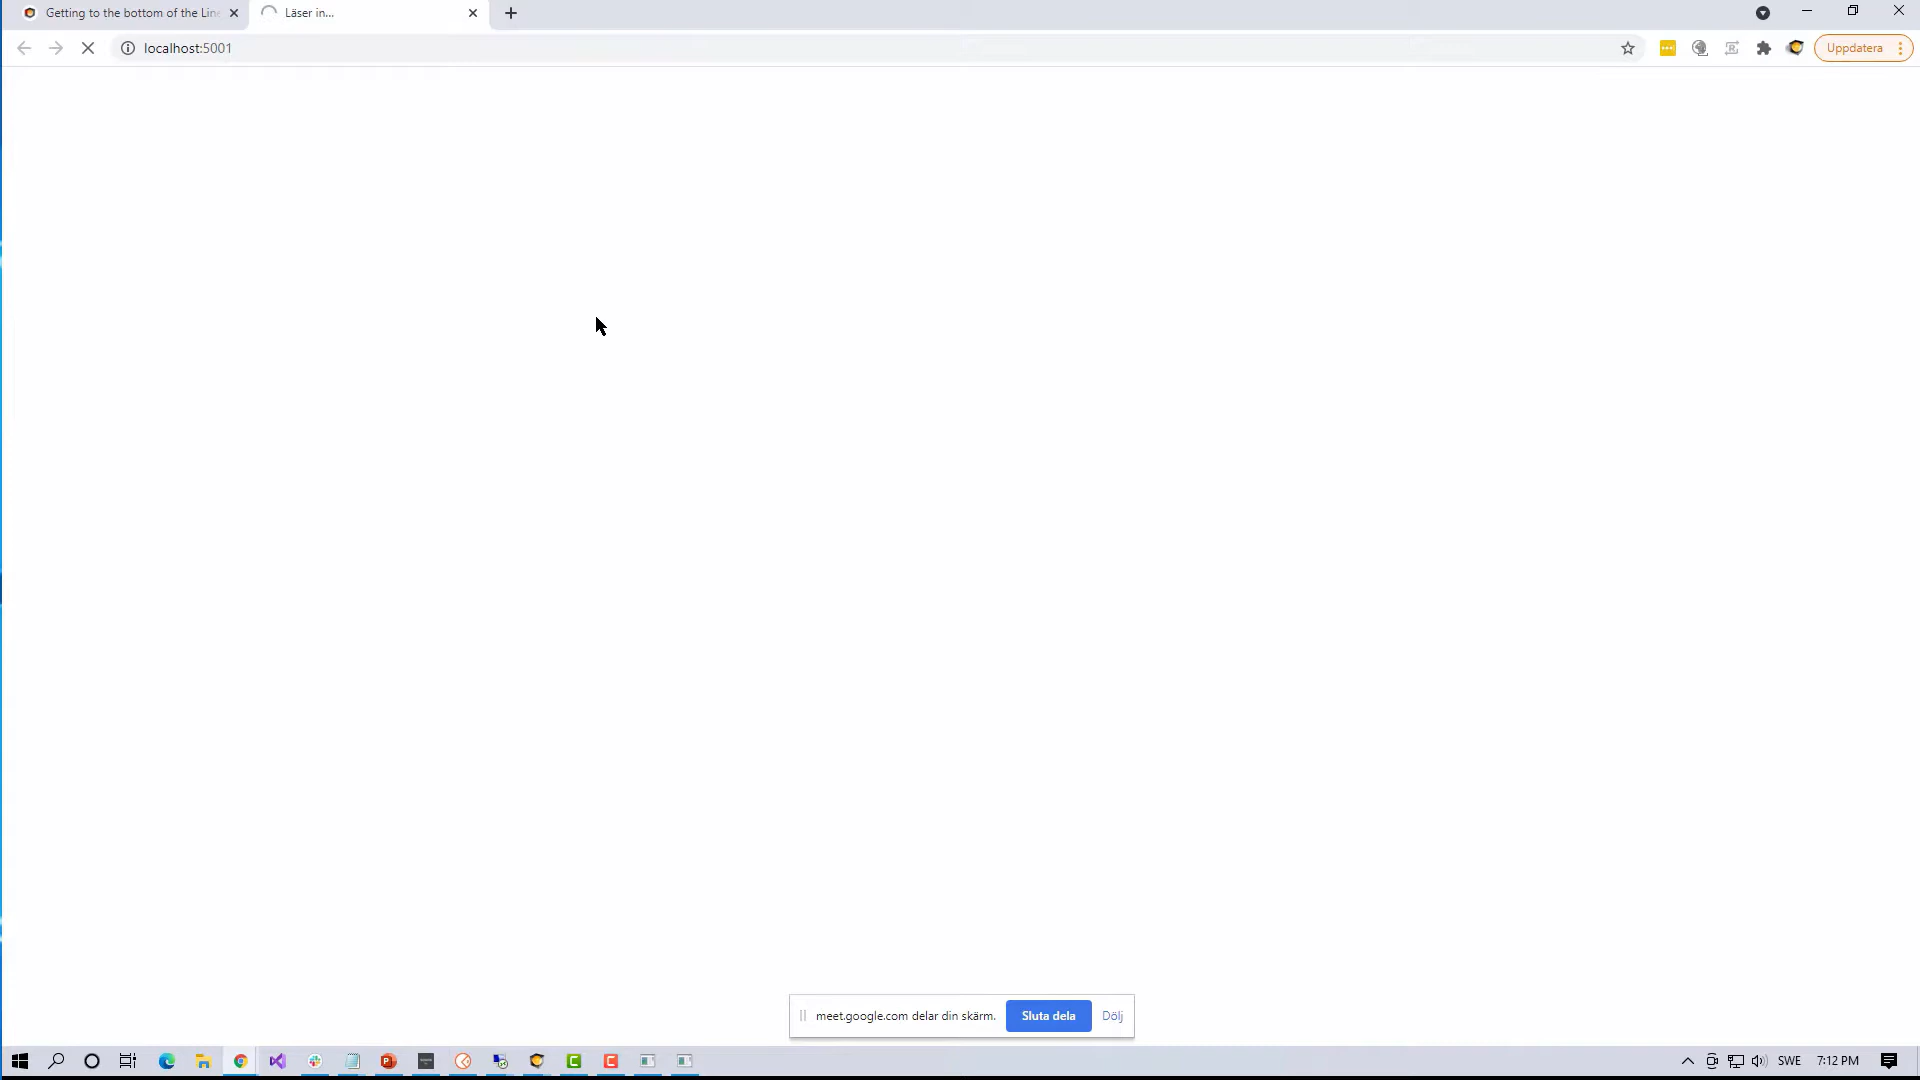 Getting to the bottom of the Line
Läser in...
localhost:5001
Uppdatera
meet.google.com delar din skärm.
Sluta dela
Dölj
SWE
7:12 PM